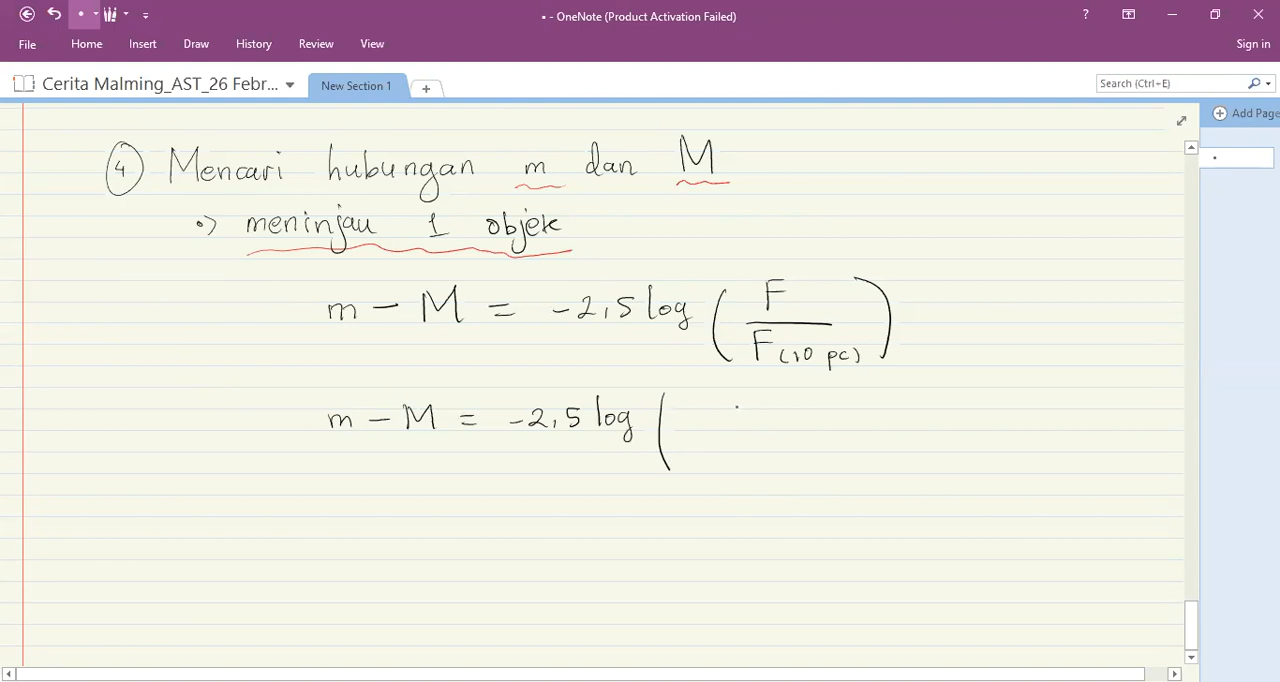 • - OneNote (Product Activation Failed)
?
File Home Insert Draw History Review View Sign in
Cerita Malming_AST_26 Febr... New Section 1 + Search (Ctrl+E)
Add Page
4 Mencari hubungan m dan M
meninjau 1 objek
m - M = -2,5 log ( F / F(10 pc) )
m - M = -2,5 log (